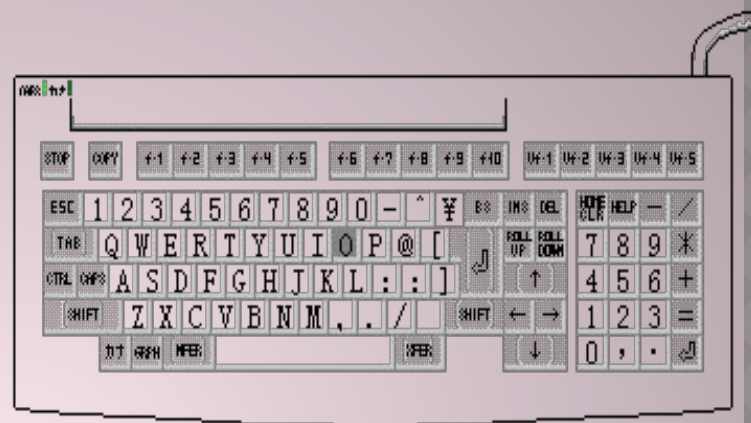 CAPS カナ
STOP COPY f･1 f･2 f･3 f･4 f･5 f･6 f･7 f･8 f･9 f･10 Vf･1 Vf･2 Vf･3 Vf･4 Vf･5
ESC 1 2 3 4 5 6 7 8 9 0 - ^ ¥ BS INS DEL HOME CLR HELP - /
TAB Q W E R T Y U I O P @ [ ROLL UP ROLL DOWN 7 8 9 * 
CTRL CAPS A S D F G H J K L : : ] ↑ 4 5 6 +
SHIFT Z X C V B N M , . / SHIFT ← → 1 2 3 =
カナ GRPH NFER XFER ↓ 0 , .